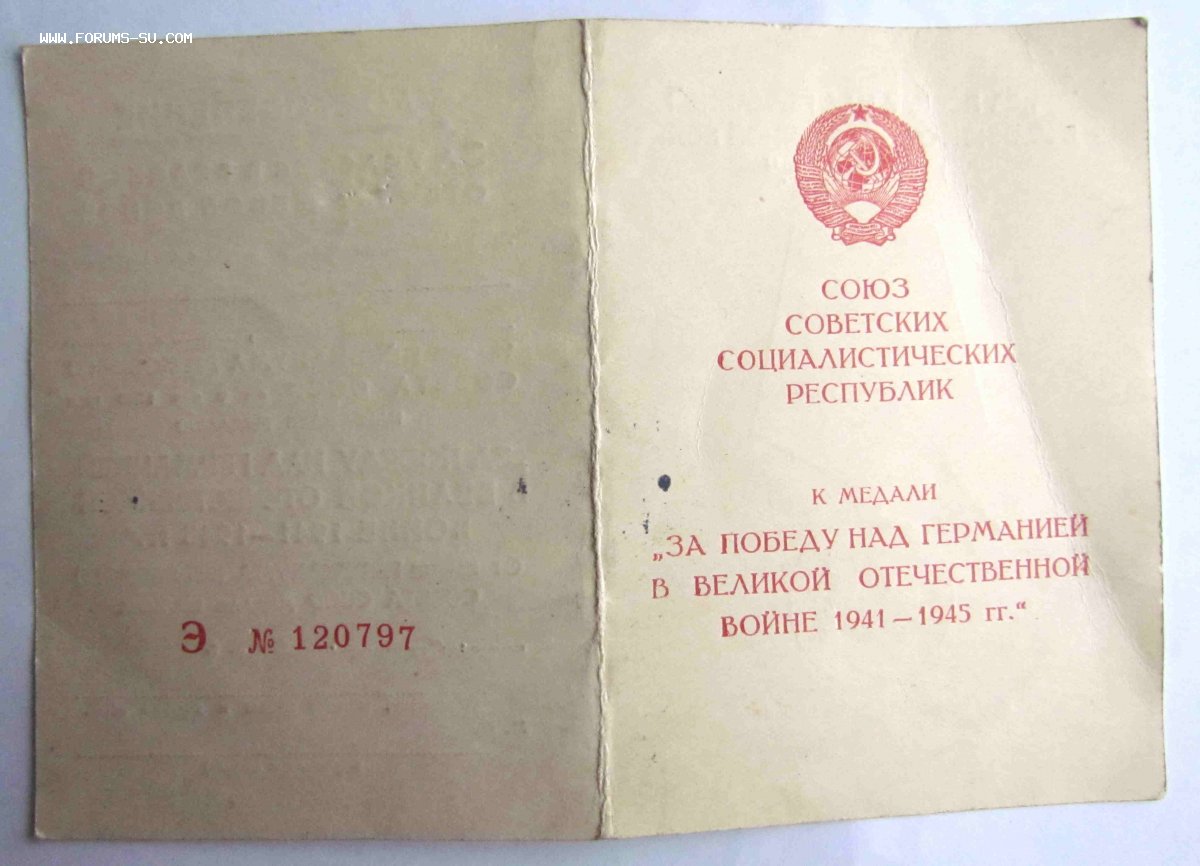 www.forums-su.com
Э № 120797
СОЮЗ
СОВЕТСКИХ
СОЦИАЛИСТИЧЕСКИХ
РЕСПУБЛИК
К МЕДАЛИ
„ЗА ПОБЕДУ НАД ГЕРМАНИЕЙ
В ВЕЛИКОЙ ОТЕЧЕСТВЕННОЙ
ВОЙНЕ 1941—1945 гг.“